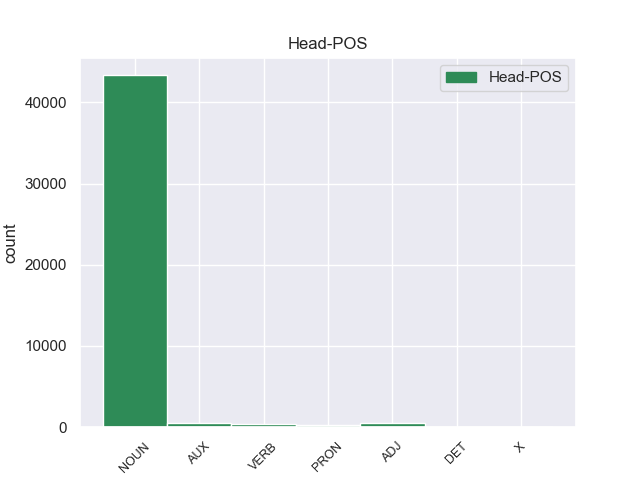 Head-POS
Head-POS
40000
30000
20000
10000
0
count
NOUN
AUX
VERB
PRON
ADJ
DET
X